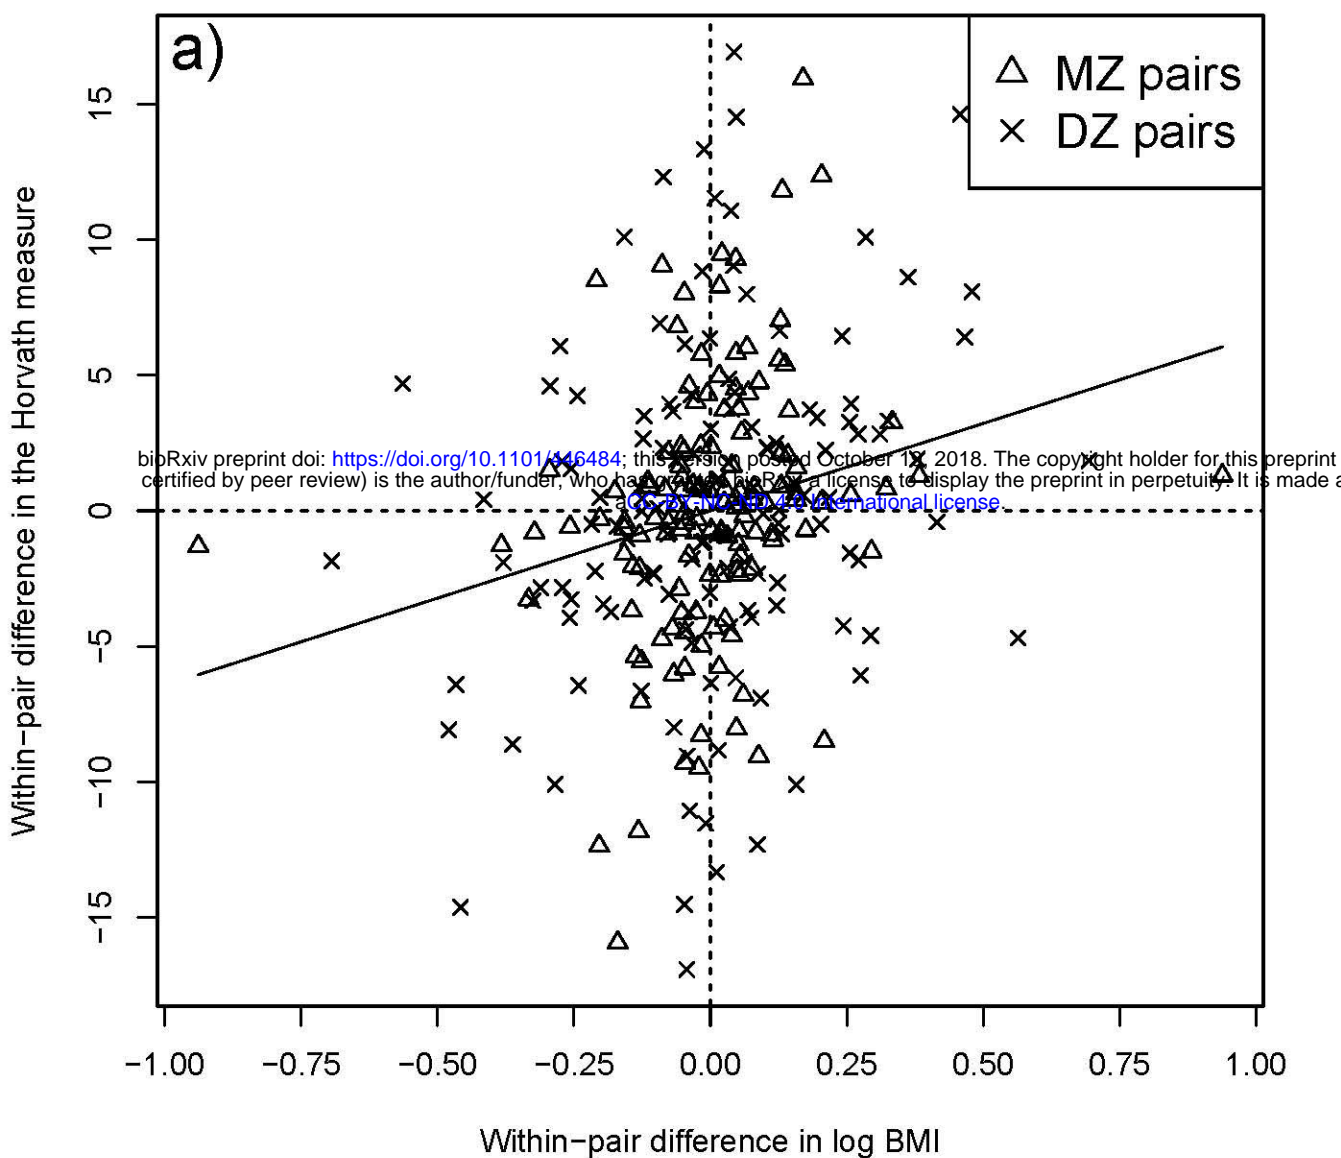 a)
MZ pairs
DZ pairs
Within−pair difference in the Horvath measure
15
10
5
0
−5
−10
−15
bioRxiv preprint doi: https://doi.org/10.1101/446484; this version posted October 18, 2018. The copyright holder for this preprint
certified by peer review) is the author/funder, who has granted bioRxiv a license to display the preprint in perpetuity. It is made a
aCC-BY-NC-ND 4.0 International license.
−1.00 −0.75 −0.50 −0.25 0.00 0.25 0.50 0.75 1.00
Within−pair difference in log BMI